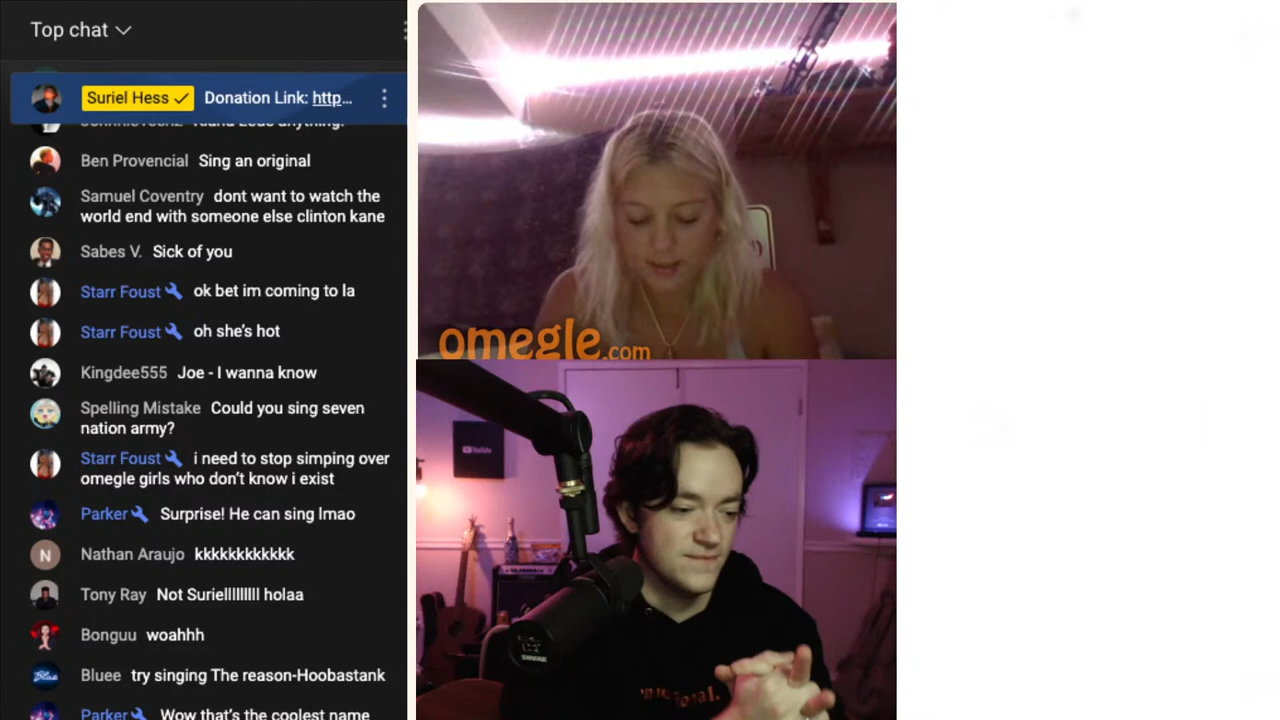 Top chat
Suriel Hess Donation Link: http...
Ben Provencial Sing an original
Samuel Coventry dont want to watch the
world end with someone else clinton kane
Sabes V. Sick of you
Starr Foust ok bet im coming to la
Starr Foust oh she's hot
Kingdee555 Joe - I wanna know
Spelling Mistake Could you sing seven
nation army?
Starr Foust i need to stop simping over
omegle girls who don't know i exist
Parker Surprise! He can sing lmao
N Nathan Araujo kkkkkkkkkkkk
Tony Ray Not Surielllllllll holaa
Bonguu woahhh
Bluee try singing The reason-Hoobastank
Parker Wow that's the coolest name
omegle.com
YouTube
SHURE